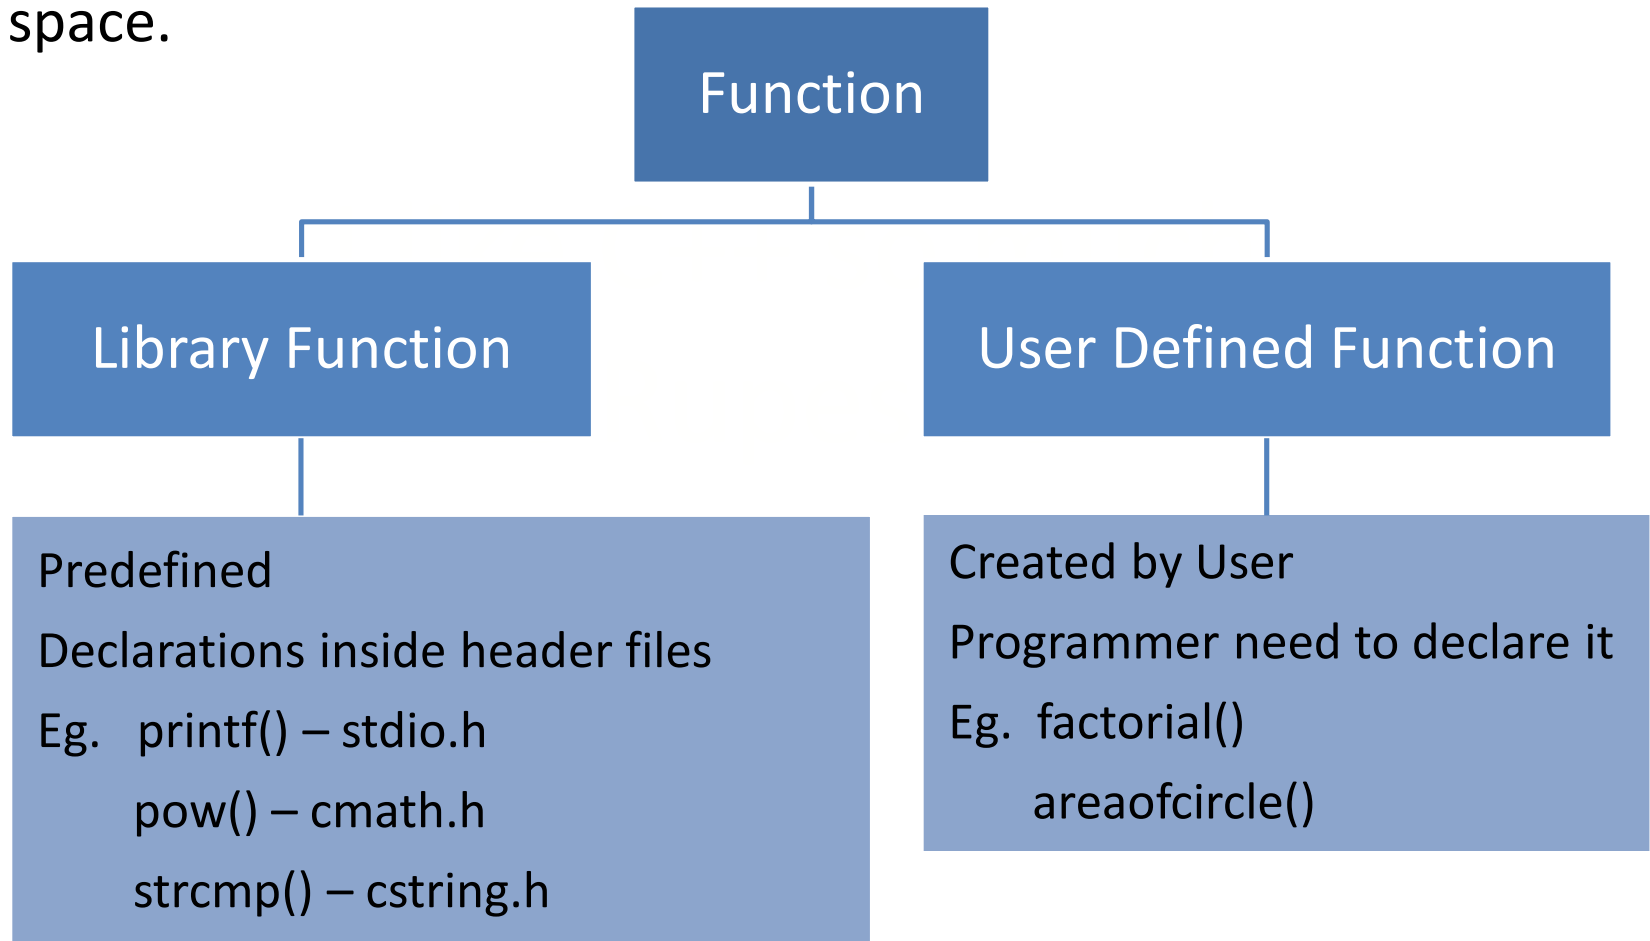 space.
Function
Library Function
User Defined Function
Predefined
Declarations inside header files
Eg. printf() – stdio.h
pow() – cmath.h
strcmp() – cstring.h
Created by User
Programmer need to declare it
Eg. factorial()
areaofcircle()